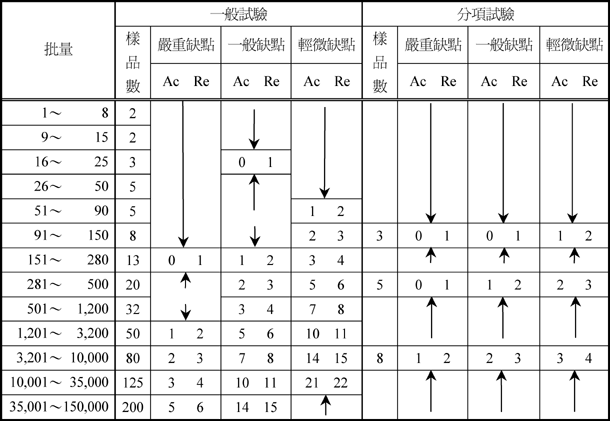 一般試驗 分項試驗
批量 樣品數 嚴重缺點 一般缺點 輕微缺點 樣品數 嚴重缺點 一般缺點 輕微缺點
Ac Re Ac Re Ac Re Ac Re Ac Re Ac Re
1～ 8 2
9～ 15 2
16～ 25 3 0 1
26～ 50 5
51～ 90 5 1 2
91～ 150 8 2 3 3 0 1 0 1 1 2
151～ 280 13 0 1 1 2 3 4
281～ 500 20 2 3 5 6 5 0 1 1 2 2 3
501～ 1,200 32 3 4 7 8
1,201～ 3,200 50 1 2 5 6 10 11
3,201～ 10,000 80 2 3 7 8 14 15 8 1 2 2 3 3 4
10,001～ 35,000 125 3 4 10 11 21 22
35,001～150,000 200 5 6 14 15